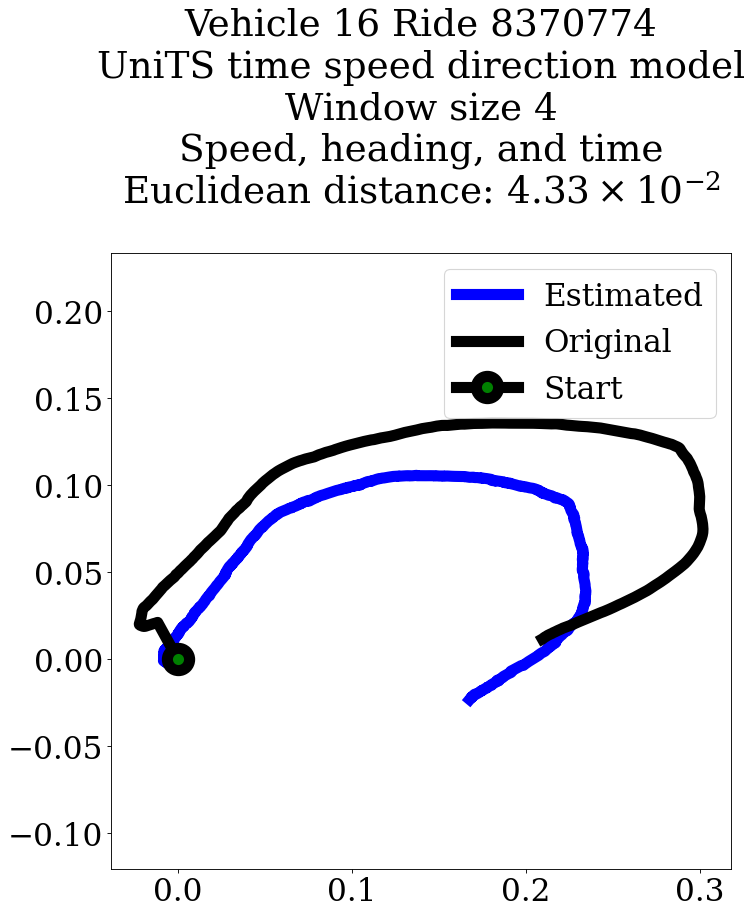 Vehicle 16 Ride 8370774
UniTS time speed direction model
Window size 4
Speed, heading, and time
Euclidean distance: 4.33 × 10⁻²
Estimated
Original
Start
0.20
0.15
0.10
0.05
0.00
−0.05
−0.10
0.0 0.1 0.2 0.3